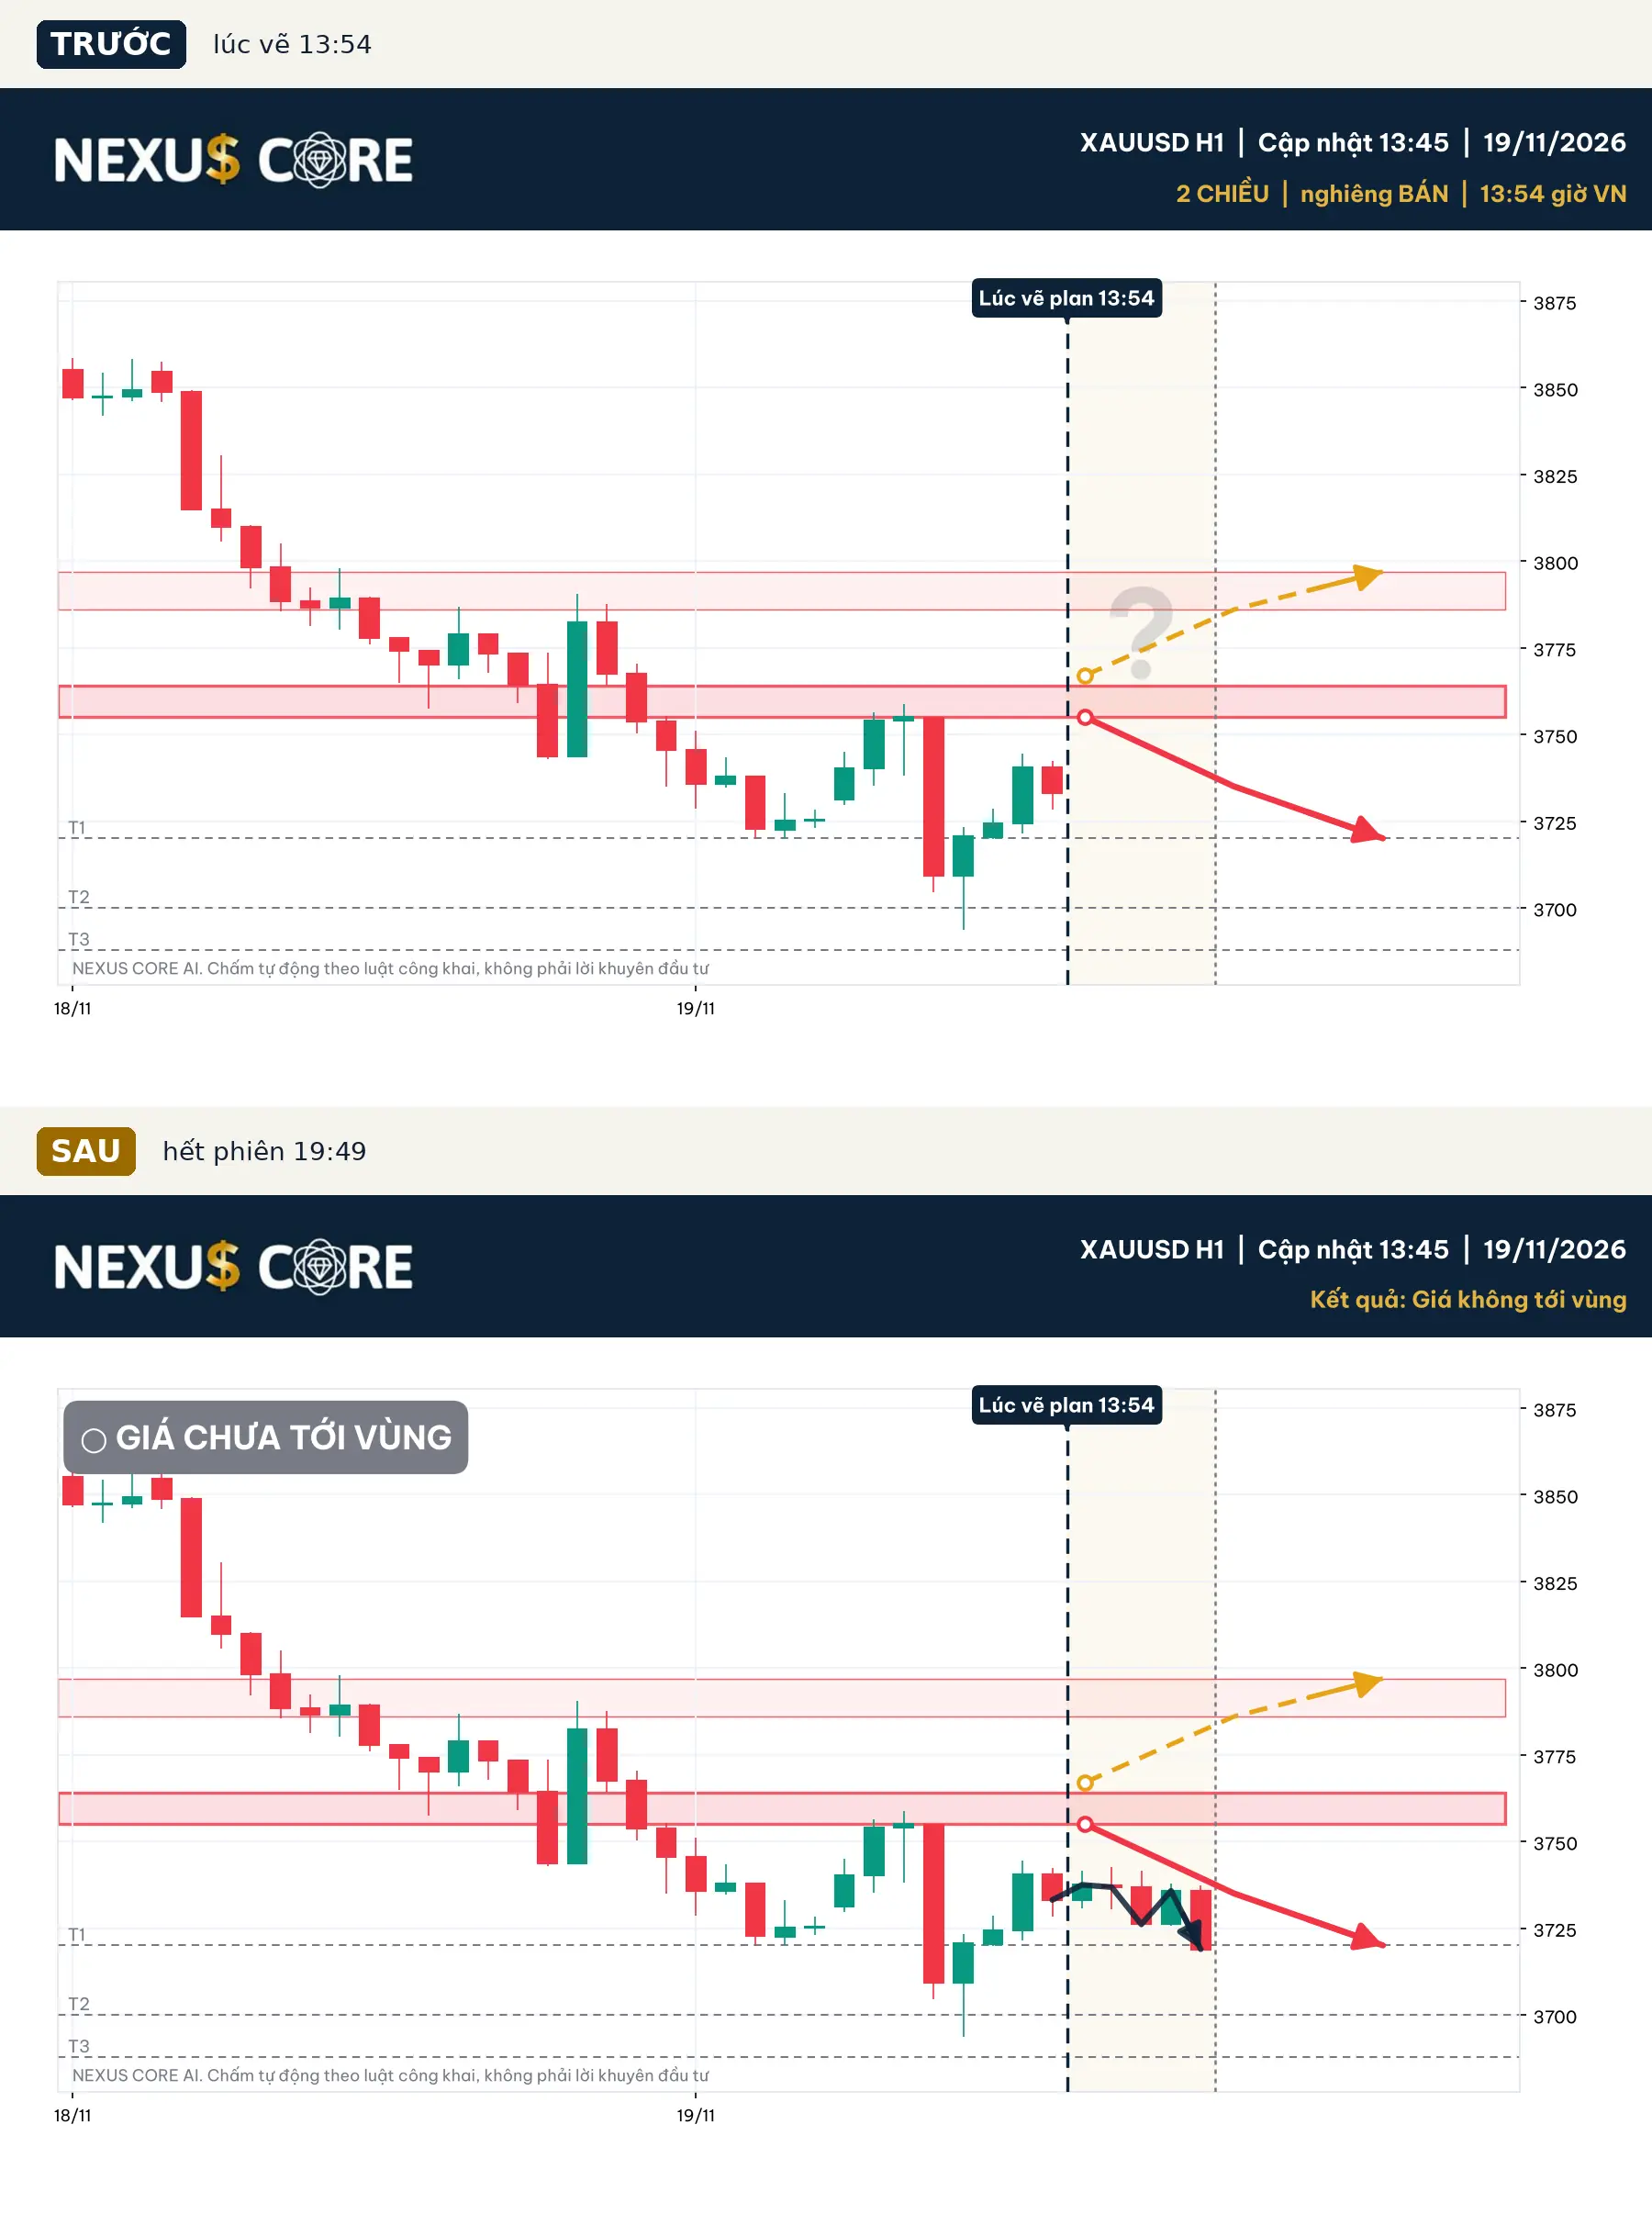 TRƯỚC lúc vẽ 13:54
NEXU$ CORE
XAUUSD H1 | Cập nhật 13:45 | 19/11/2026
2 CHIỀU | nghiêng BÁN | 13:54 giờ VN
Lúc vẽ plan 13:54
3875
3850
3825
3800
?
3775
3750
3725
T1
T2
3700
T3
NEXUS CORE AI. Chấm tự động theo luật công khai, không phải lời khuyên đầu tư
18/11 19/11
SAU hết phiên 19:49
NEXU$ CORE
XAUUSD H1 | Cập nhật 13:45 | 19/11/2026
Kết quả: Giá không tới vùng
Lúc vẽ plan 13:54
3875
○ GIÁ CHƯA TỚI VÙNG
3850
3825
3800
3775
3750
3725
T1
T2
3700
T3
NEXUS CORE AI. Chấm tự động theo luật công khai, không phải lời khuyên đầu tư
18/11 19/11